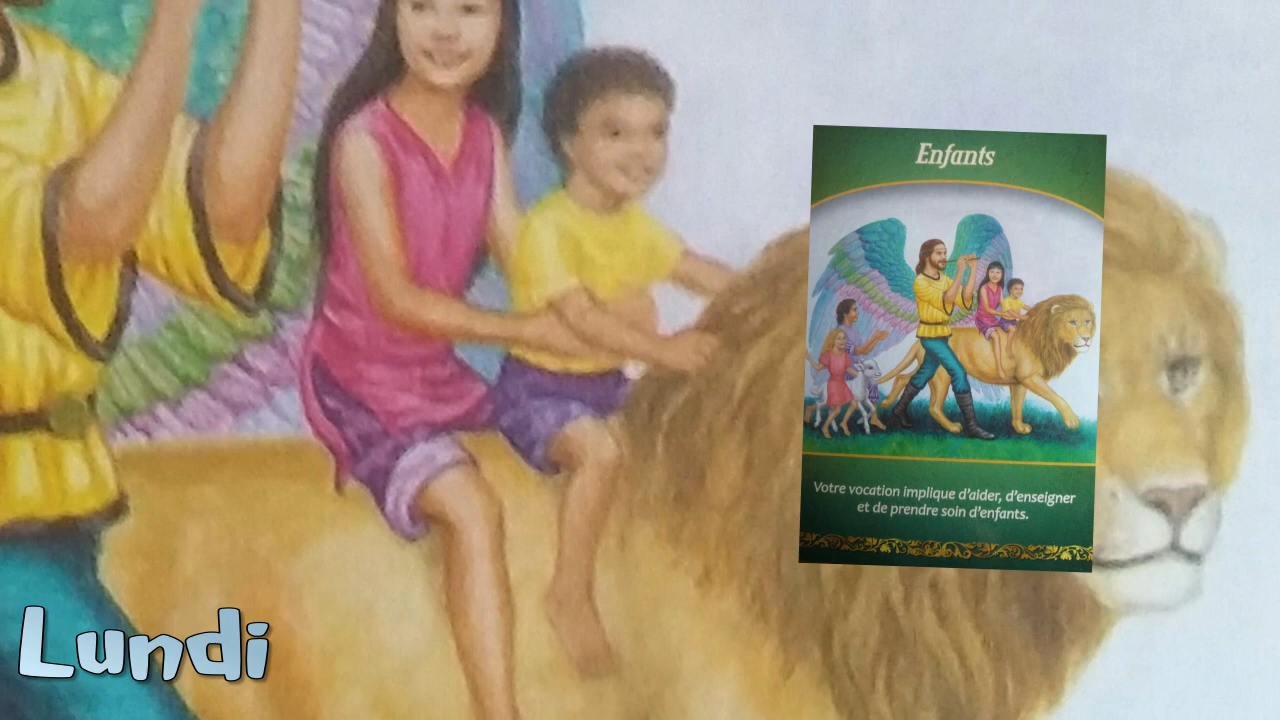 Enfants
Votre vocation implique d'aider, d'enseigner
et de prendre soin d'enfants.
Lundi